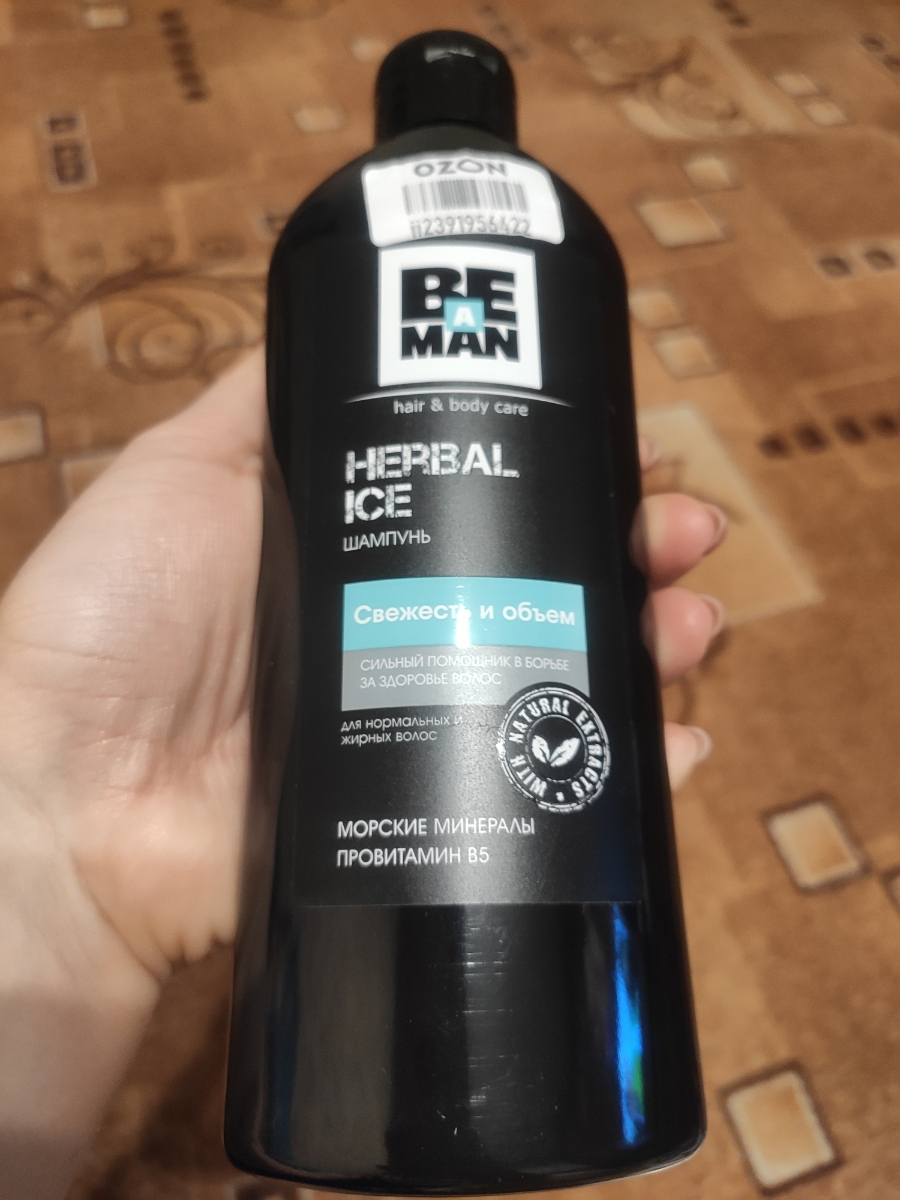 OZON
ii2391956422
BE
A
MAN
hair & body care
HERBAL
ICE
ШАМПУНЬ
Свежесть и объем
СИЛЬНЫЙ ПОМОЩНИК В БОРЬБЕ
ЗА ЗДОРОВЬЕ ВОЛОС
для нормальных и
жирных волос
WITH NATURAL EXTRACTS
МОРСКИЕ МИНЕРАЛЫ
ПРОВИТАМИН В5